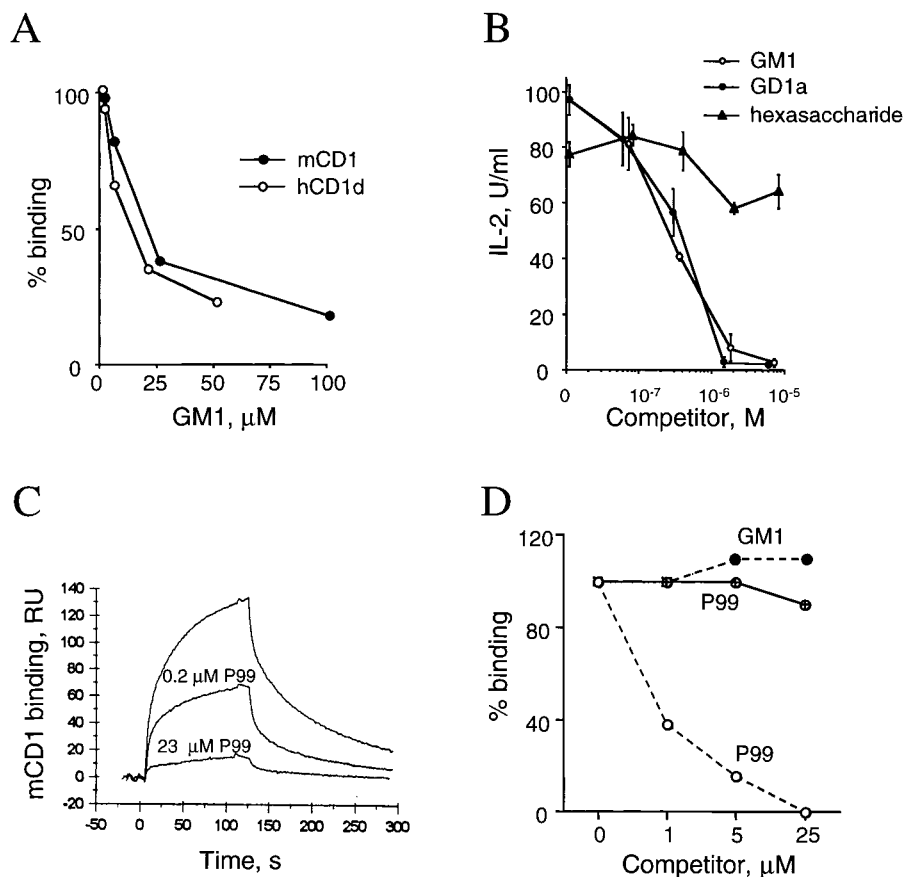 A
100
50
0
% binding
mCD1
hCD1d
0 25 50 75 100
GM1, μM
B
GM1
GD1a
hexasaccharide
100
80
60
40
20
0
IL-2, U/ml
0 10-7 10-6 10-5
Competitor, M
C
140
120
100
80
60
40
20
0
-20
mCD1 binding, RU
0.2 μM P99
23 μM P99
-50 0 50 100 150 200 250 300
Time, s
D
120
80
40
0
% binding
GM1
P99
P99
0 1 5 25
Competitor, μM